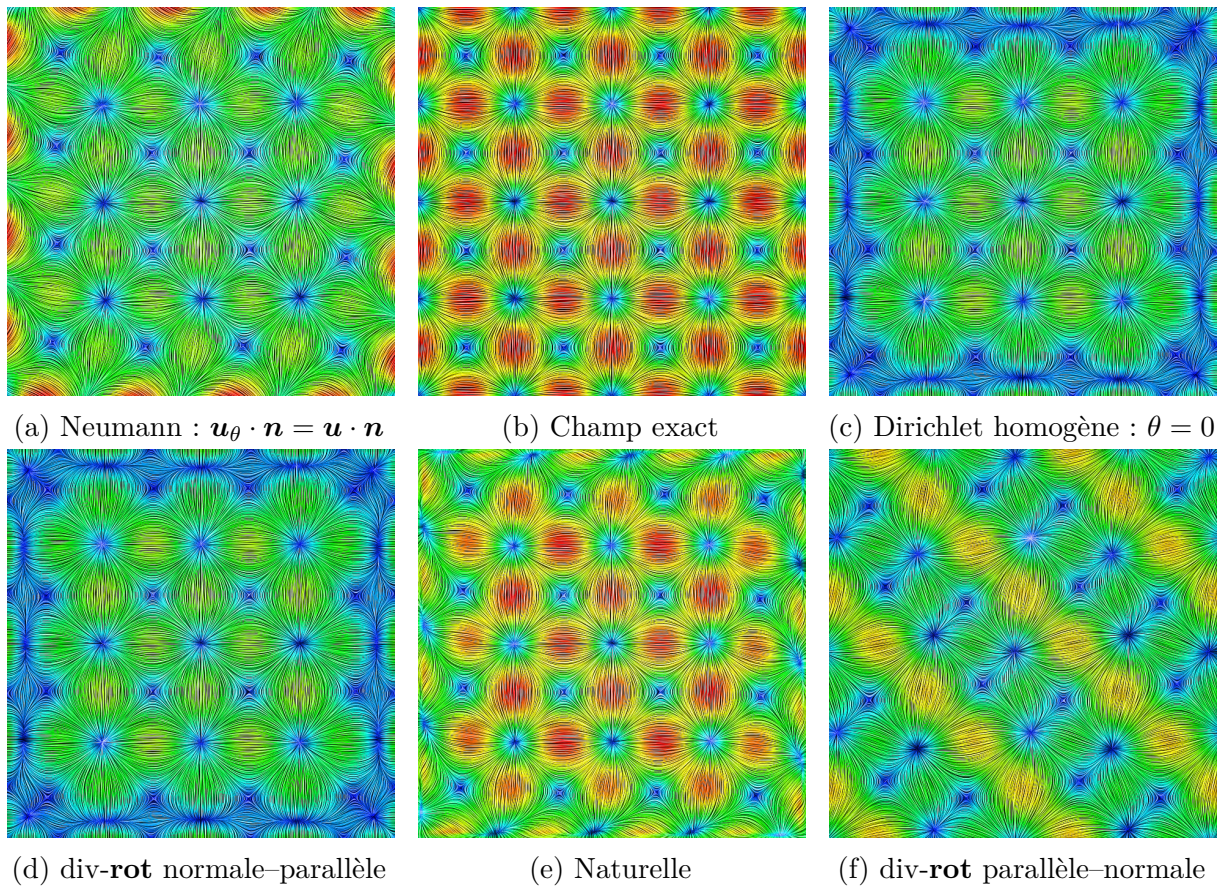 (a) Neumann : u_θ · n = u · n
(b) Champ exact
(c) Dirichlet homogène : θ = 0
(d) div-rot normale–parallèle
(e) Naturelle
(f) div-rot parallèle–normale